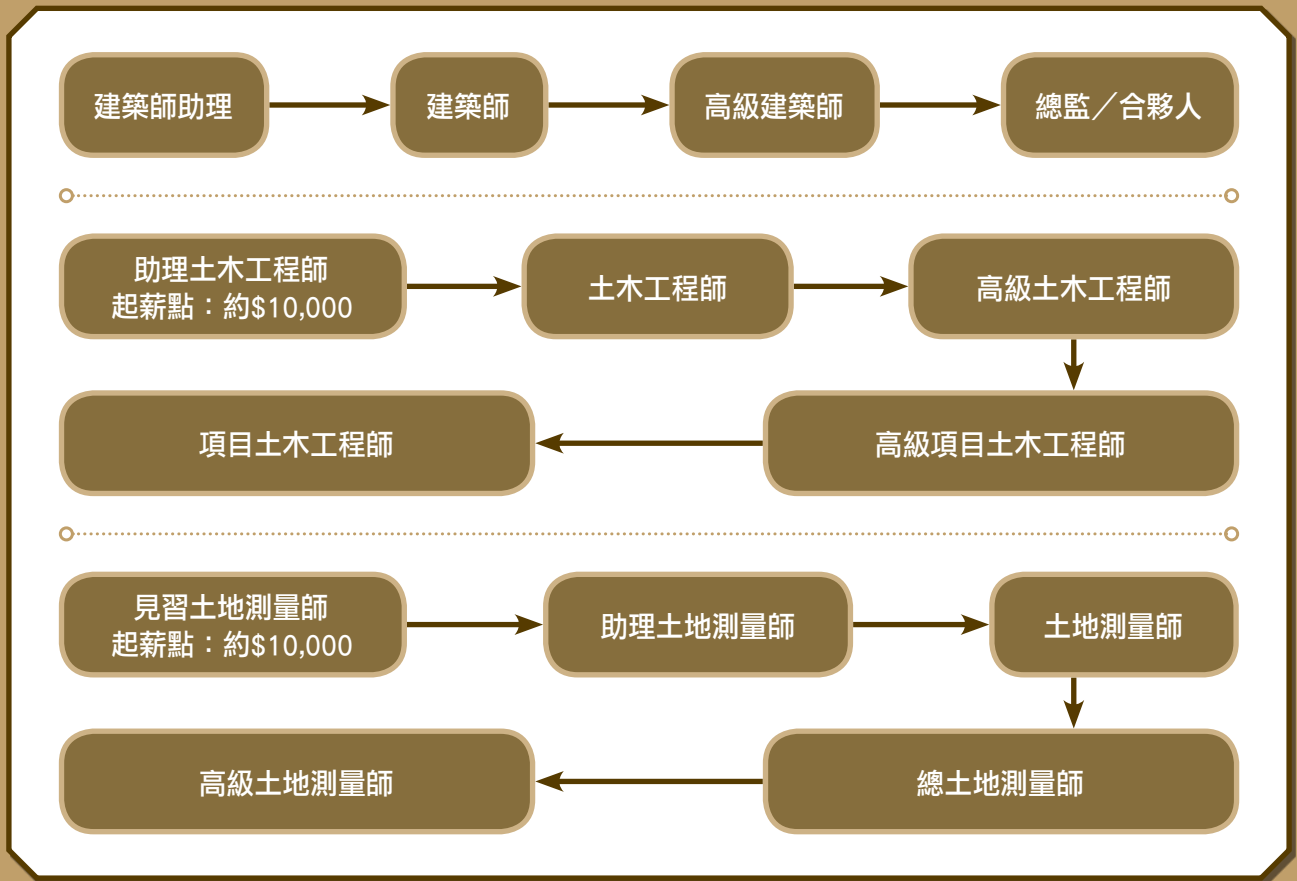 建築師助理
建築師
高級建築師
總監／合夥人
助理土木工程師
起薪點：約$10,000
土木工程師
高級土木工程師
高級項目土木工程師
項目土木工程師
見習土地測量師
起薪點：約$10,000
助理土地測量師
土地測量師
總土地測量師
高級土地測量師